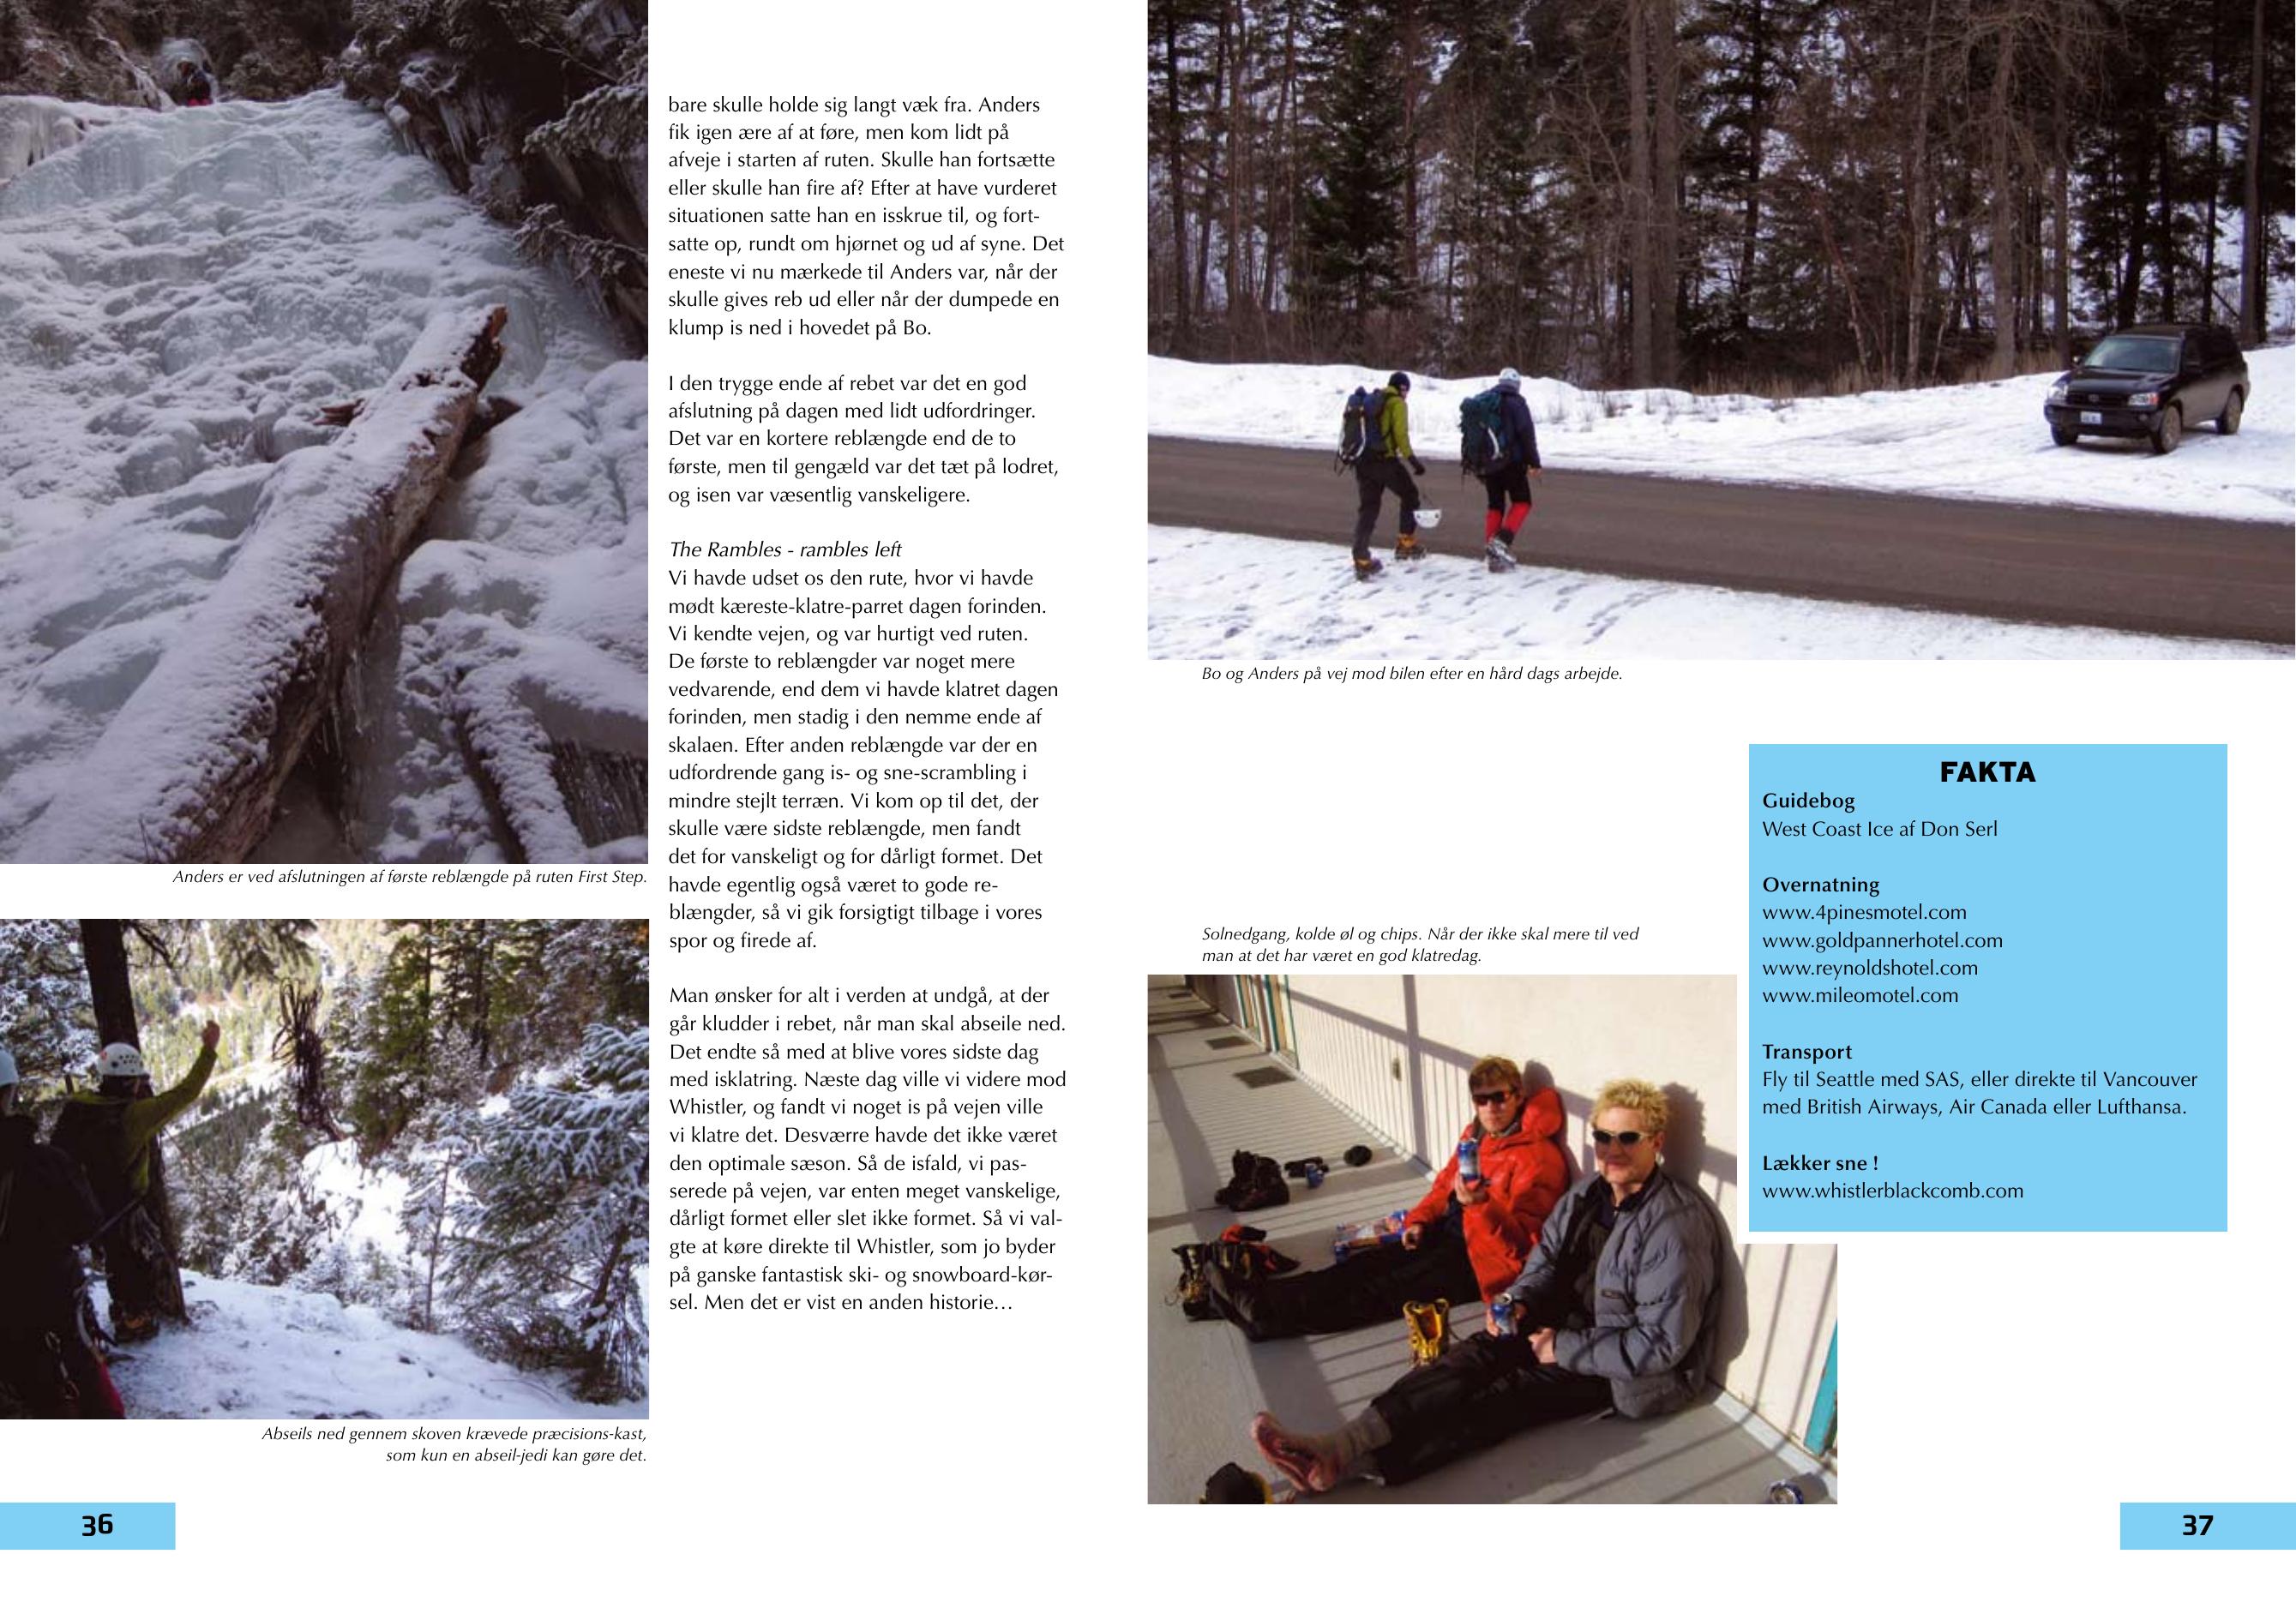 bare skulle holde sig langt væk fra. Anders
fik igen ære af at føre, men kom lidt på
afveje i starten af ruten. Skulle han fortsætte
eller skulle han fire af? Efter at have vurderet
situationen satte han en isskrue til, og fort-
satte op, rundt om hjørnet og ud af syne. Det
eneste vi nu mærkede til Anders var, når der
skulle gives reb ud eller når der dumpede en
klump is ned i hovedet på Bo.
I den trygge ende af rebet var det en god
afslutning på dagen med lidt udfordringer.
Det var en kortere reblængde end de to
første, men til gengæld var det tæt på lodret,
og isen var væsentlig vanskeligere.
The Rambles - rambles left
Vi havde udset os den rute, hvor vi havde
mødt kæreste-klatre-parret dagen forinden.
Vi kendte vejen, og var hurtigt ved ruten.
De første to reblængder var noget mere
vedvarende, end dem vi havde klatret dagen
forinden, men stadig i den nemme ende af
skalaen. Efter anden reblængde var der en
udfordrende gang is- og sne-scrambling i
mindre stejlt terræn. Vi kom op til det, der
skulle være sidste reblængde, men fandt
det for vanskeligt og for dårligt formet. Det
havde egentlig også været to gode re-
blængder, så vi gik forsigtigt tilbage i vores
spor og firede af.
Man ønsker for alt i verden at undgå, at der
går kludder i rebet, når man skal abseile ned.
Det endte så med at blive vores sidste dag
med isklatring. Næste dag ville vi videre mod
Whistler, og fandt vi noget is på vejen ville
vi klatre det. Desværre havde det ikke været
den optimale sæson. Så de isfald, vi pas-
serede på vejen, var enten meget vanskelige,
dårligt formet eller slet ikke formet. Så vi val-
gte at køre direkte til Whistler, som jo byder
på ganske fantastisk ski- og snowboard-kør-
sel. Men det er vist en anden historie…
Anders er ved afslutningen af første reblængde på ruten First Step.
Abseils ned gennem skoven krævede præcisions-kast,
som kun en abseil-jedi kan gøre det.
36
Bo og Anders på vej mod bilen efter en hård dags arbejde.
Solnedgang, kolde øl og chips. Når der ikke skal mere til ved
man at det har været en god klatredag.
FAKTA
Guidebog
West Coast Ice af Don Serl
Overnatning
www.4pinesmotel.com
www.goldpannerhotel.com
www.reynoldshotel.com
www.mileomotel.com
Transport
Fly til Seattle med SAS, eller direkte til Vancouver
med British Airways, Air Canada eller Lufthansa.
Lækker sne !
www.whistlerblackcomb.com
37